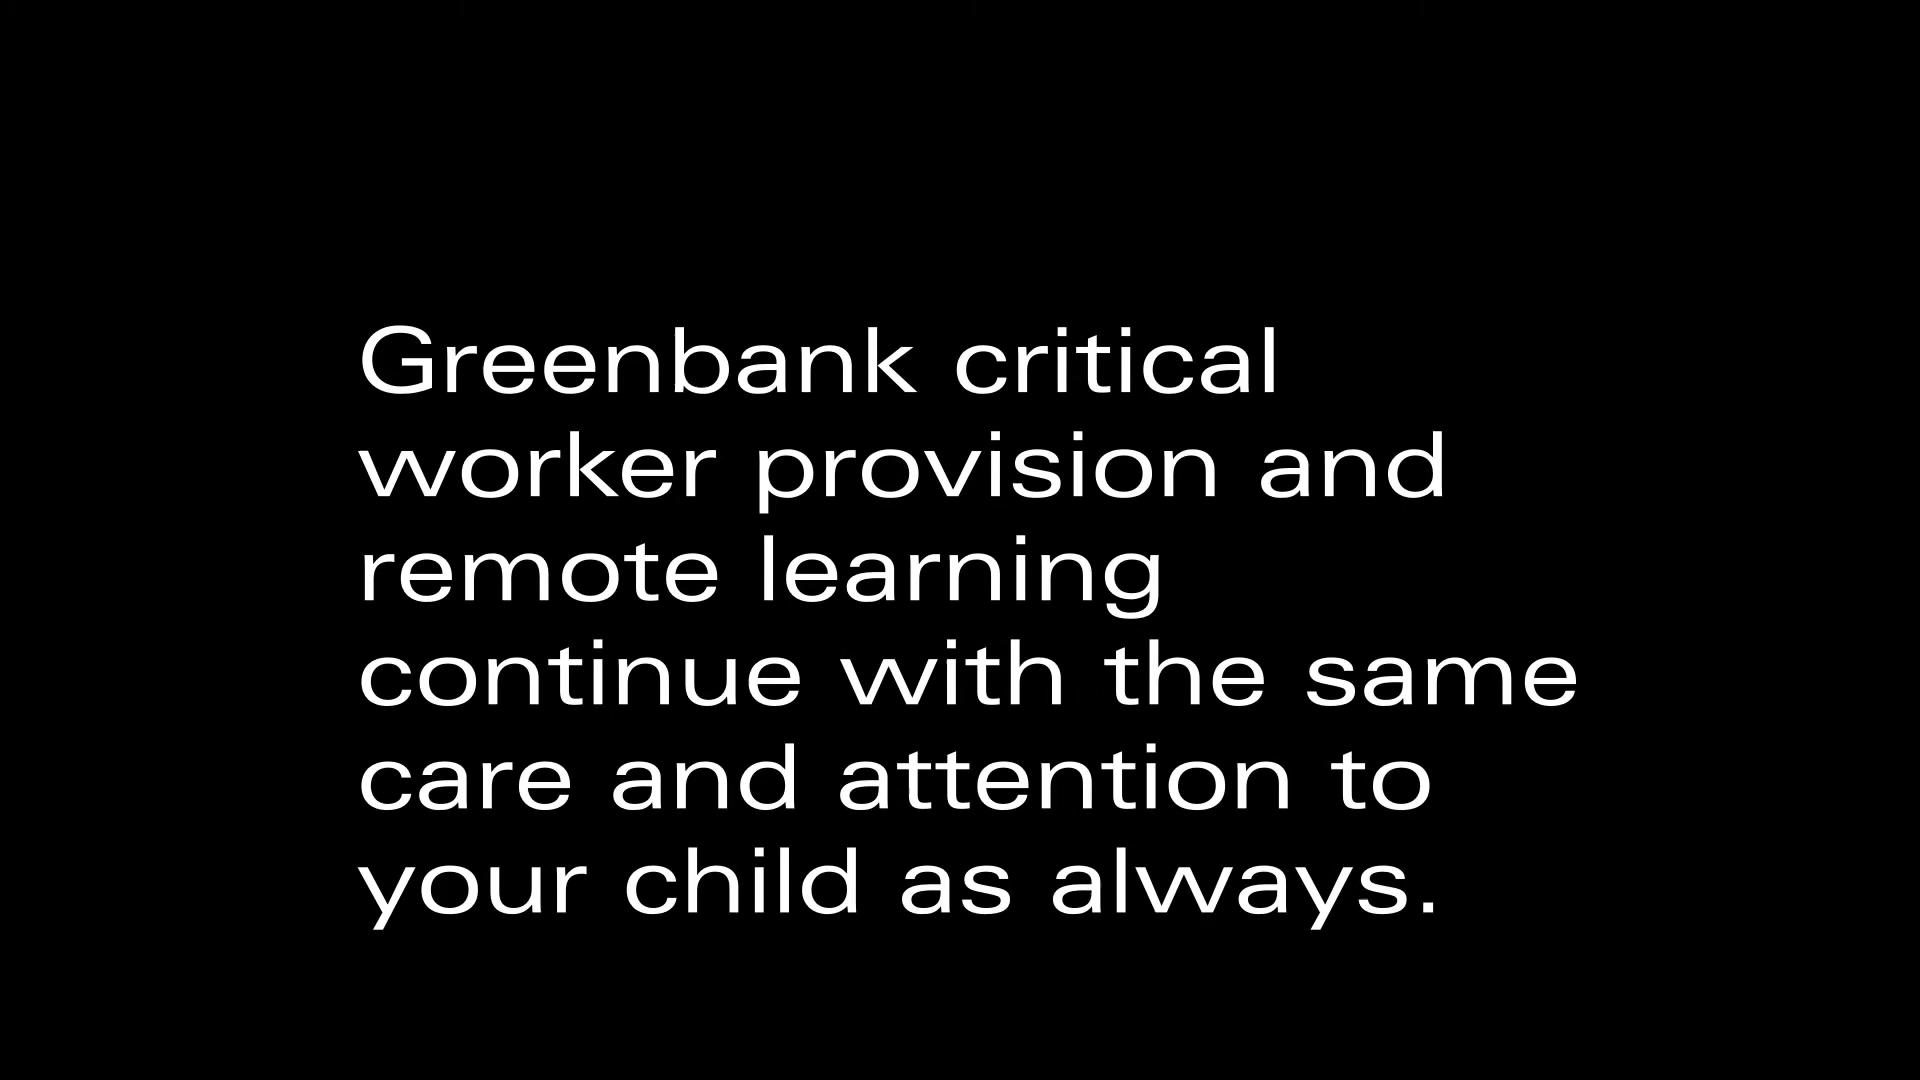 Greenbank critical
worker provision and
remote learning
continue with the same
care and attention to
your child as always.